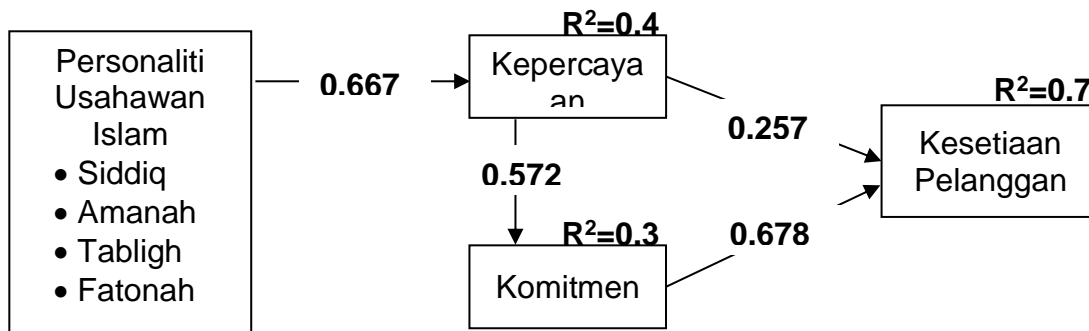 Personaliti
Usahawan
Islam
• Siddiq
• Amanah
• Tabligh
• Fatonah
0.667
R²=0.4
Kepercaya
an
0.572
R²=0.3
Komitmen
0.257
0.678
R²=0.7
Kesetiaan
Pelanggan